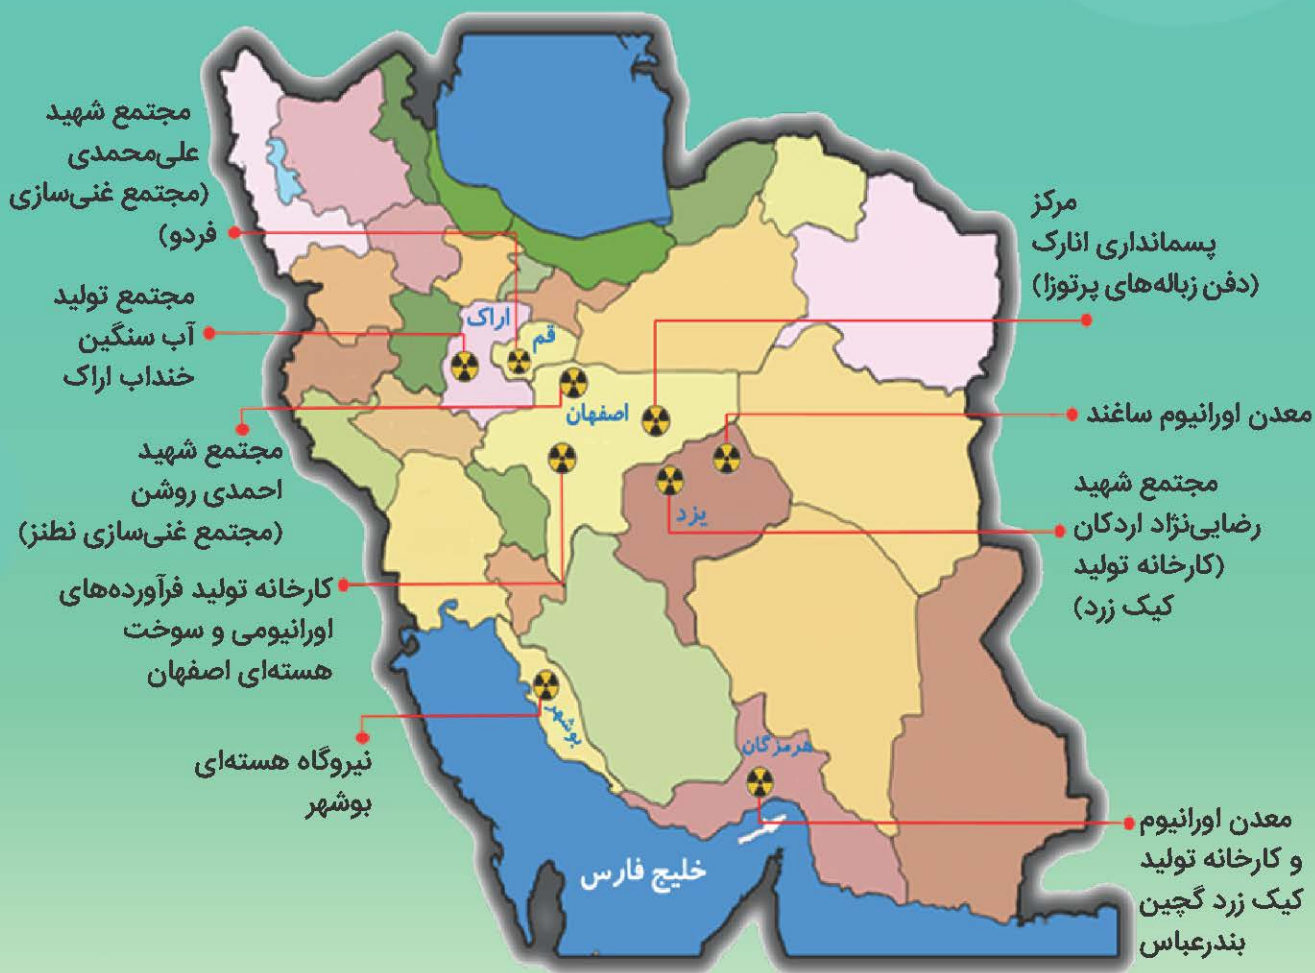 مجتمع شهید
علی‌محمدی
(مجتمع غنی‌سازی
فردو)
مجتمع تولید
آب سنگین
خنداب اراک
مجتمع شهید
احمدی روشن
(مجتمع غنی‌سازی نطنز)
کارخانه تولید فرآورده‌های
اورانیومی و سوخت
هسته‌ای اصفهان
نیروگاه هسته‌ای
بوشهر
مرکز
پسمانداری انارک
(دفن زباله‌های پرتوزا)
معدن اورانیوم ساغند
مجتمع شهید
رضایی‌نژاد اردکان
(کارخانه تولید
کیک زرد)
معدن اورانیوم
و کارخانه تولید
کیک زرد گچین
بندرعباس
اراک
قم
اصفهان
یزد
بوشهر
هرمزگان
خلیج فارس